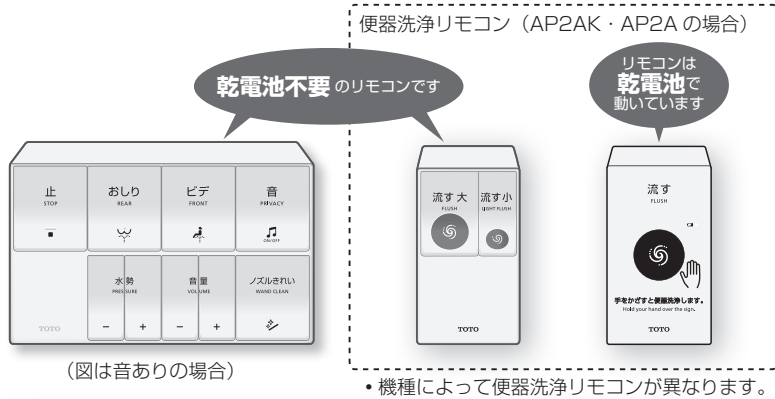 便器洗浄リモコン（AP2AK・AP2A の場合）
乾電池不要 のリモコンです
リモコンは
乾電池で
動いています
止
STOP
おしり
REAR
ビデ
FRONT
音
PRIVACY
ON/OFF
水勢
PRESSURE
- +
音量
VOLUME
- +
ノズルきれい
WAND CLEAN
TOTO
流す大
FLUSH
流す小
LIGHT FLUSH
TOTO
流す
FLUSH
手をかざすと便器洗浄します。
Hold your hand over the sign.
TOTO
（図は音ありの場合）
・機種によって便器洗浄リモコンが異なります。